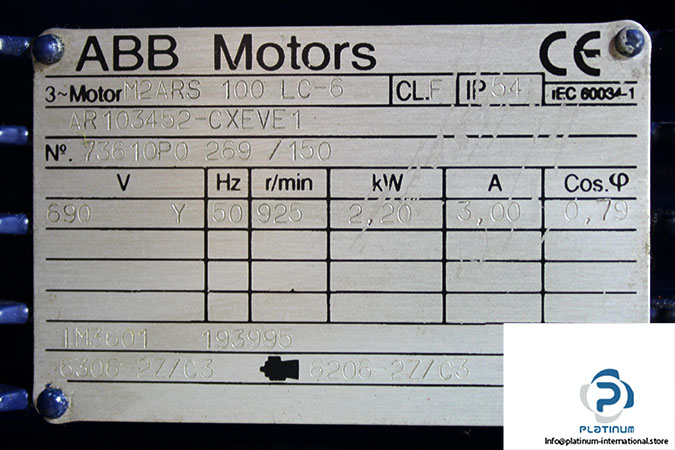 ABB Motors CE
3~Motor M2ARS 100 LC-6 CL.F IP 54 IEC 60034-1
AR103452-CXEVE1
Nº. 73610P0 269 /150
V Hz r/min kW A Cos.φ
690 Y 50 925 2,20 3,00 0,79
IM3601 193995
6306-2Z/C3 6206-2Z/C3
PLATINUM
Info@platinum-international.store